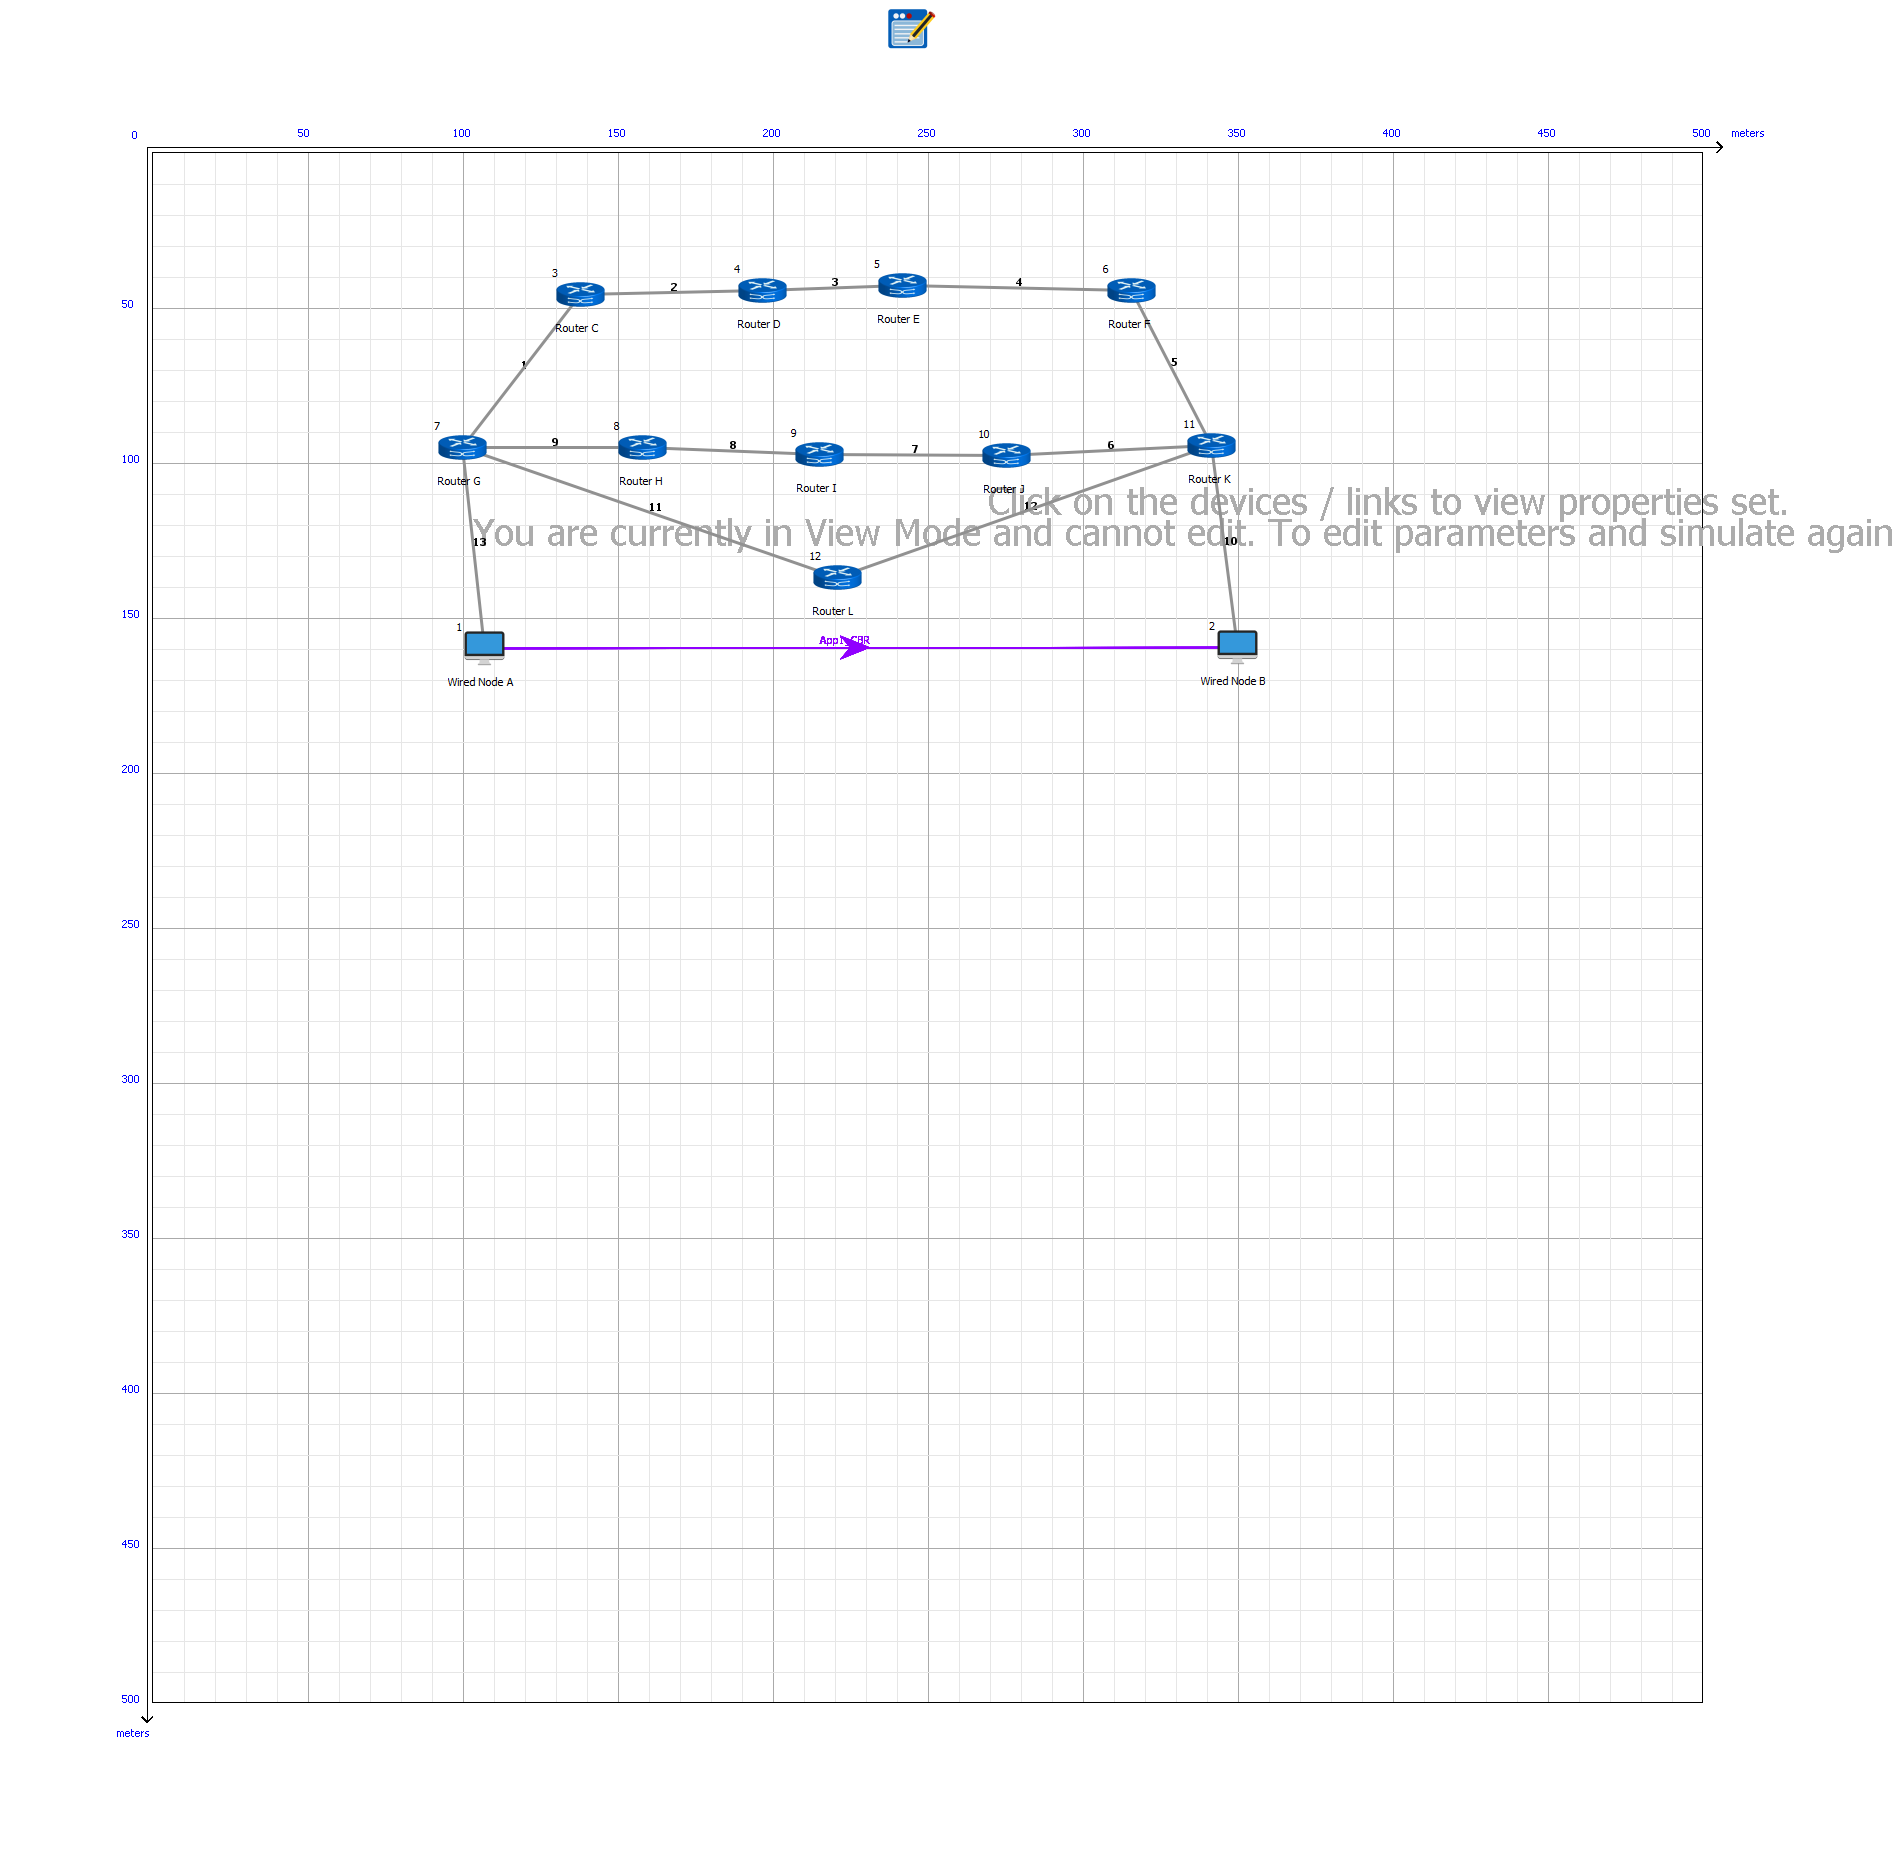 0 50 100 150 200 250 300 350 400 450 500 meters
5
4 6
3
2 3 4
50
Router C Router D Router E Router F
1 5
7 8 9 10 11
9 8 7 6
100
Router G Router H Router I Router J Router K
Click on the devices / links to view properties set.
11 12
You are currently in View Mode and cannot edit. To edit parameters and simulate again
13 10
12
Router L
150
1 2
App1_CBR
Wired Node A Wired Node B
200
250
300
350
400
450
500
meters